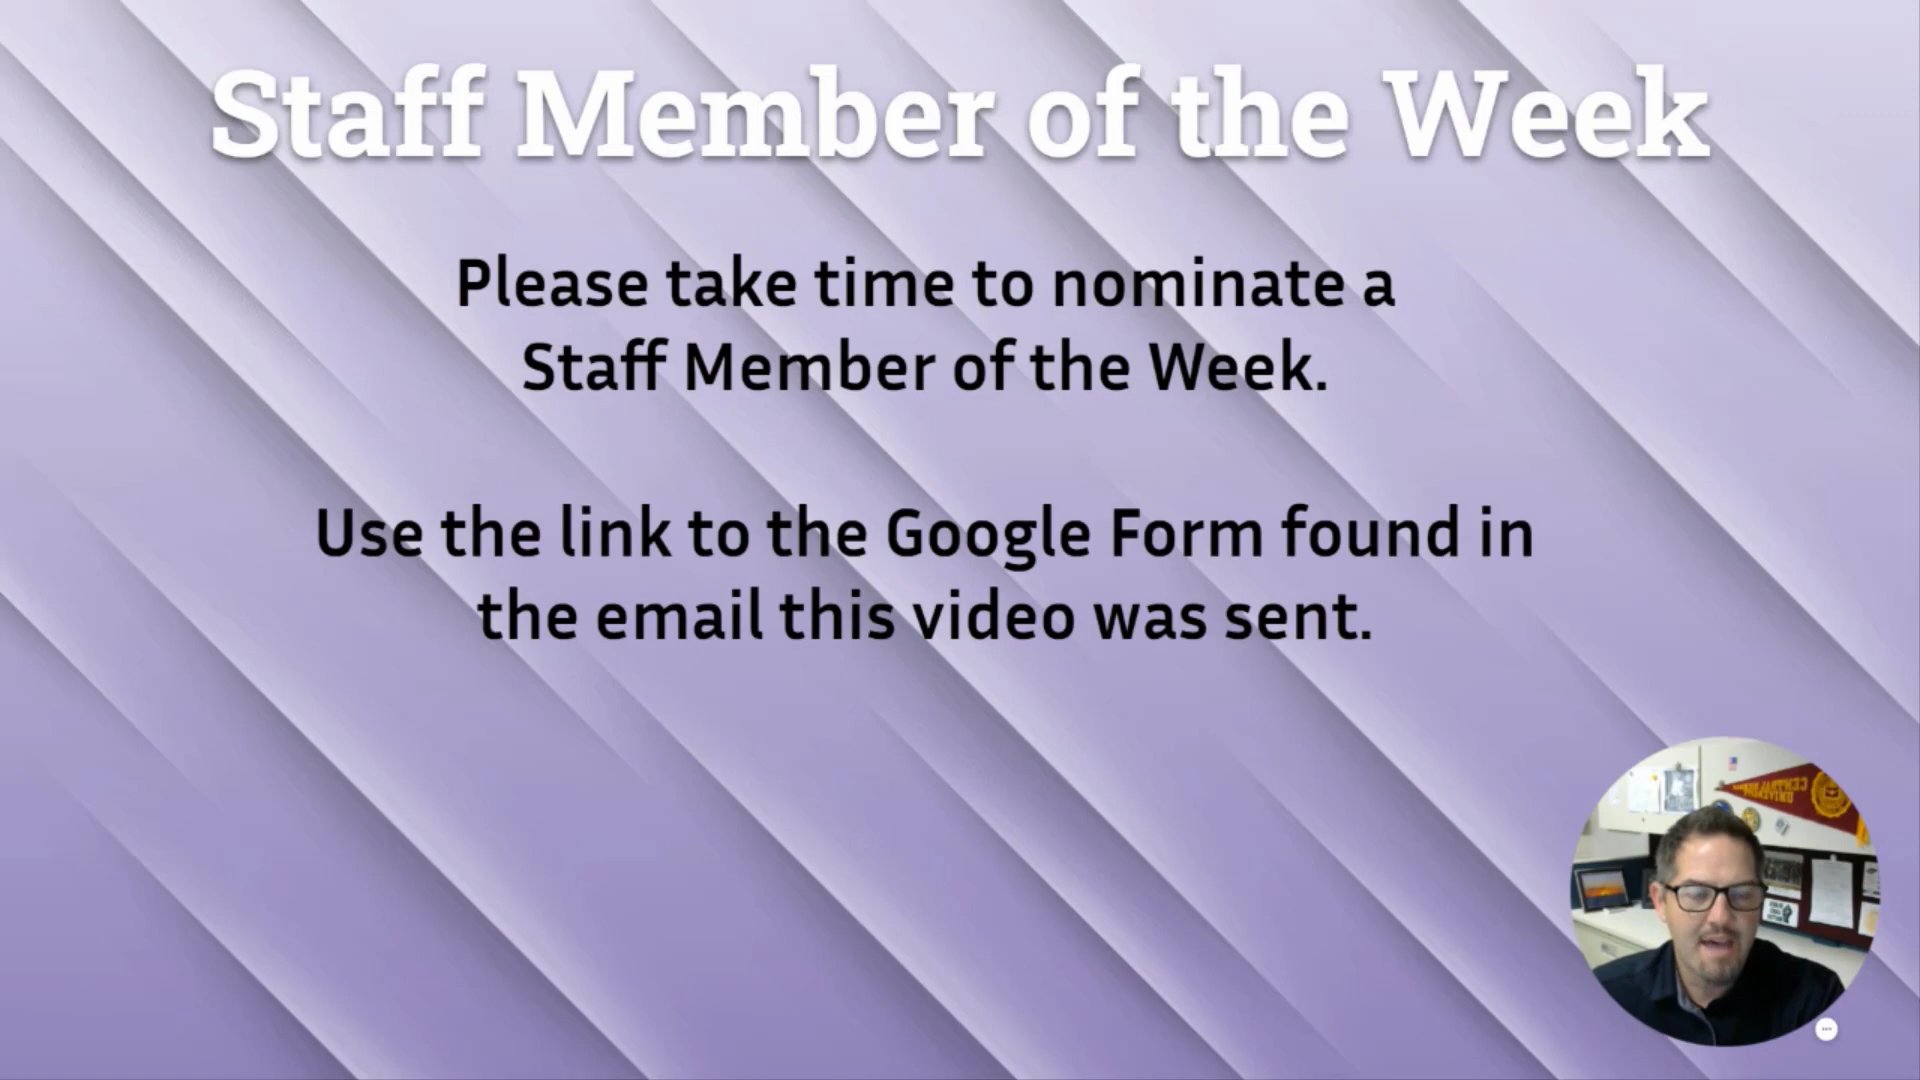 Staff Member of the Week
Please take time to nominate a
Staff Member of the Week.
Use the link to the Google Form found in
the email this video was sent.